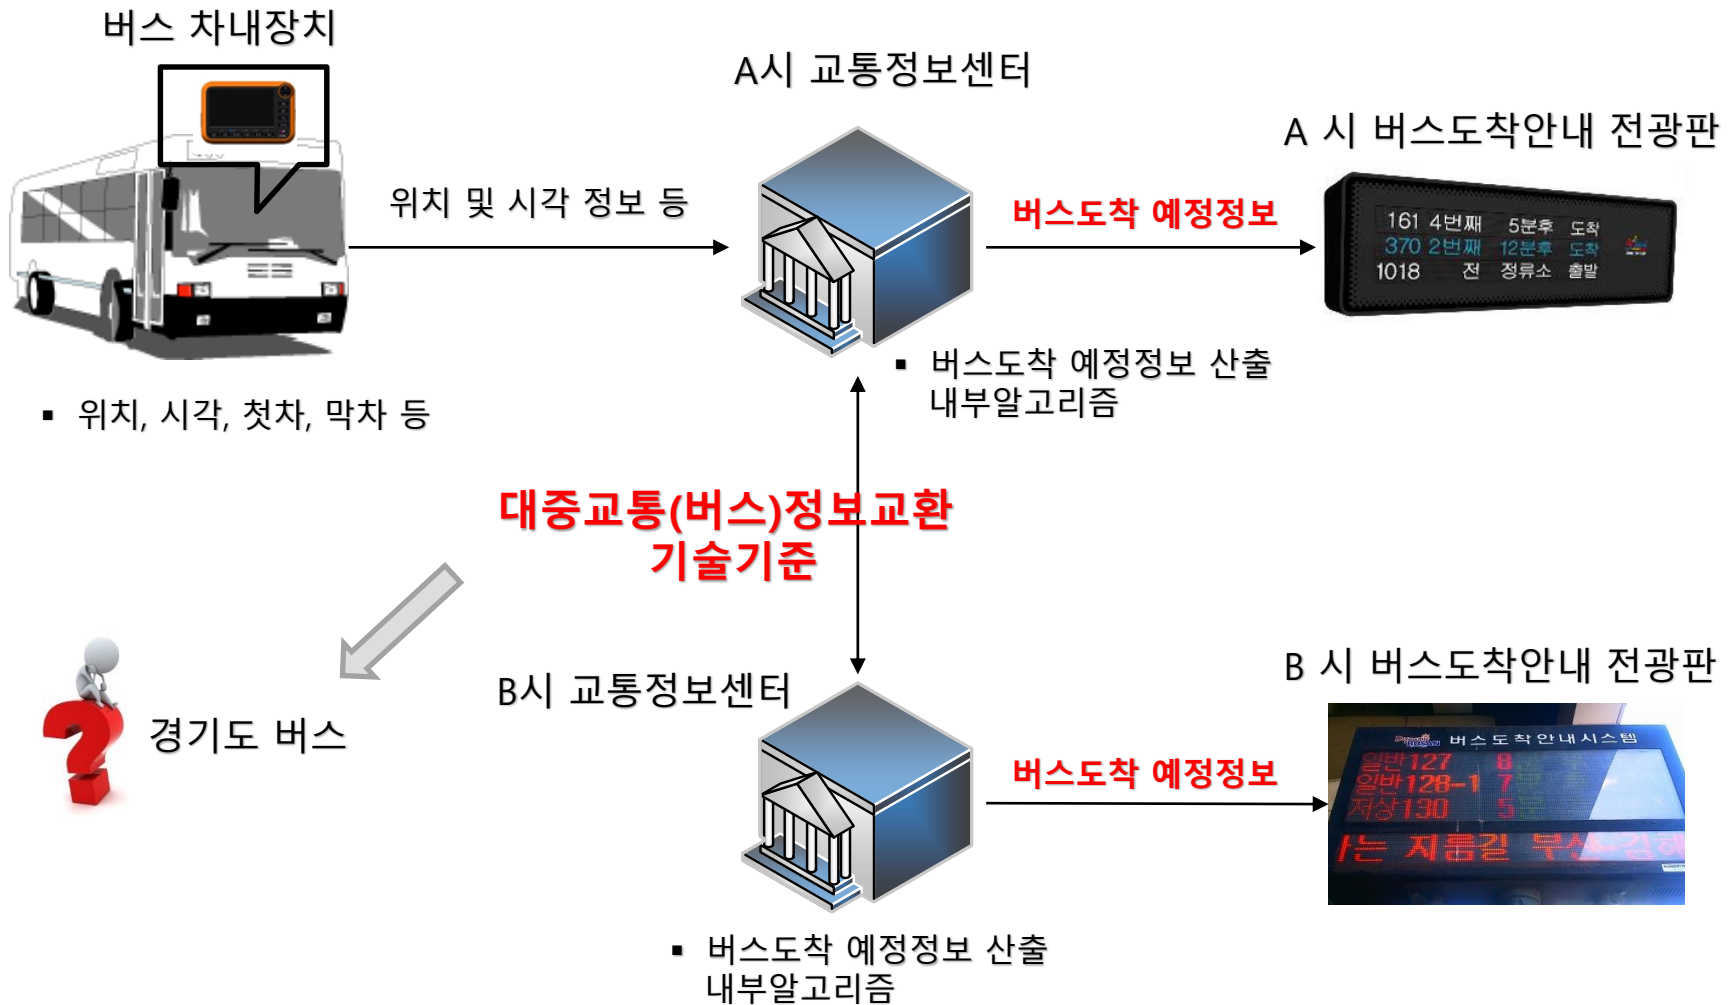 버스 차내장치
A시 교통정보센터
A 시 버스도착안내 전광판
위치 및 시각 정보 등
버스도착 예정정보
161 4번째 5분후 도착
370 2번째 12분후 도착
1018 전 정류소 출발
▪ 버스도착 예정정보 산출
내부알고리즘
▪ 위치, 시각, 첫차, 막차 등
대중교통(버스)정보교환
기술기준
경기도 버스
B시 교통정보센터
B 시 버스도착안내 전광판
버스도착 예정정보
버스도착안내시스템
일반127 8
일반128-1 7
저상130 5
는 지름길 부산-김해
▪ 버스도착 예정정보 산출
내부알고리즘